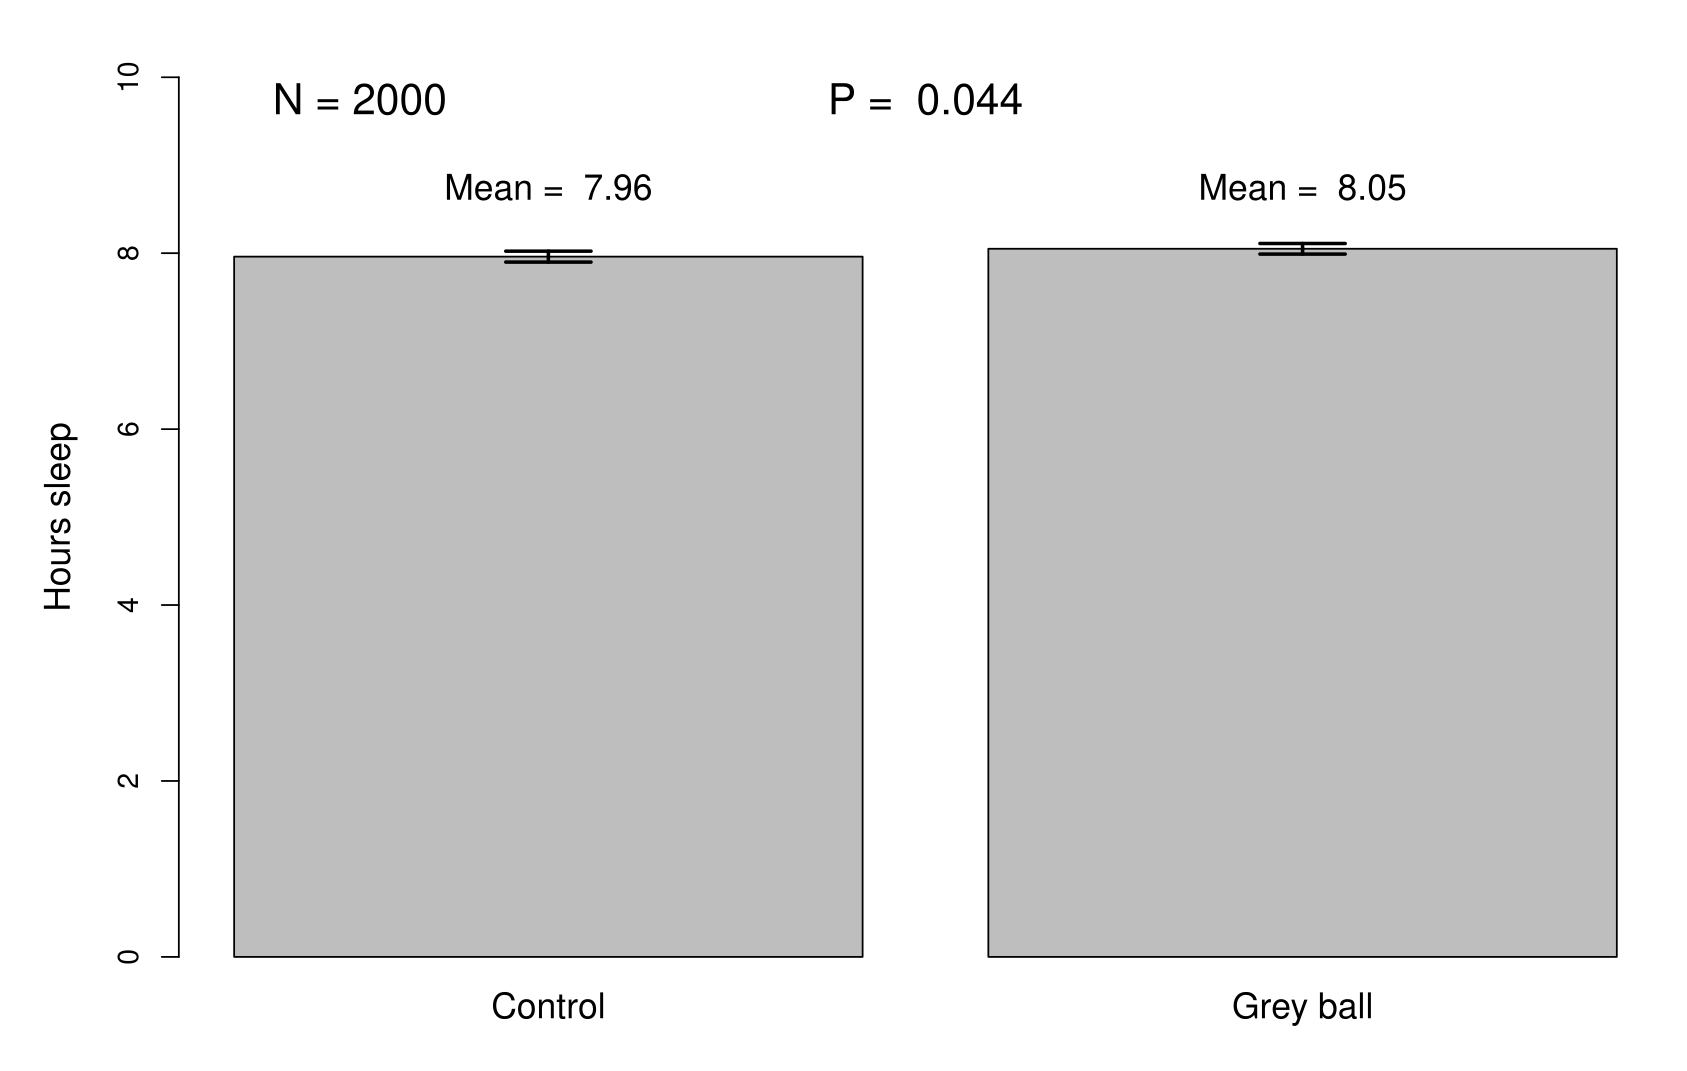 N = 2000
P = 0.044
Mean = 7.96
Mean = 8.05
Hours sleep
10
8
6
4
2
0
Control
Grey ball